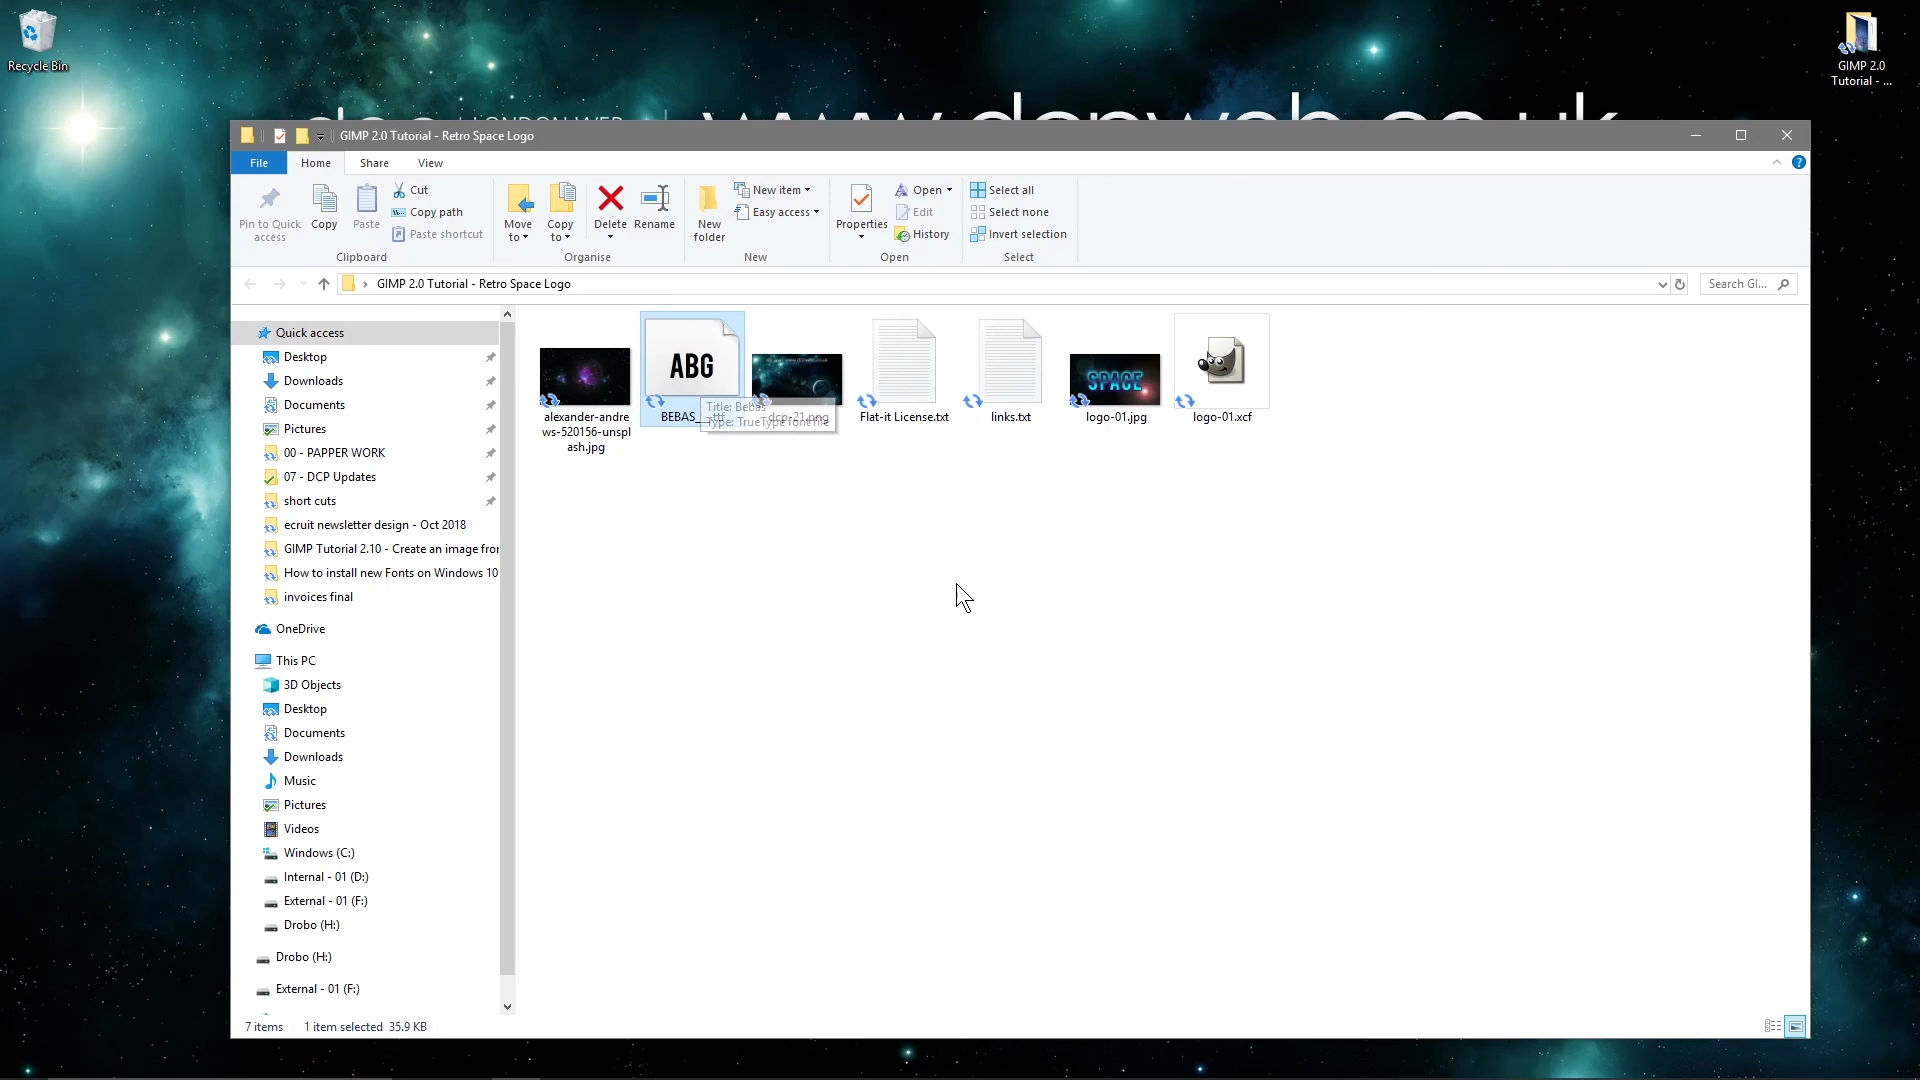 Recycle Bin
GIMP 2.0
Tutorial - ...
LONDON WEB
www.dcpweb.co.uk
GIMP 2.0 Tutorial - Retro Space Logo
File
Home
Share
View
Pin to Quick
access
Copy
Paste
Cut
Copy path
Paste shortcut
Clipboard
Move
to
Copy
to
Delete
Rename
Organise
New
folder
New item
Easy access
New
Properties
Open
Edit
History
Open
Select all
Select none
Invert selection
Select
GIMP 2.0 Tutorial - Retro Space Logo
Search GI...
Quick access
Desktop
Downloads
Documents
Pictures
00 - PAPPER WORK
07 - DCP Updates
short cuts
ecruit newsletter design - Oct 2018
GIMP Tutorial 2.10 - Create an image fror
How to install new Fonts on Windows 10
invoices final
OneDrive
This PC
3D Objects
Desktop
Documents
Downloads
Music
Pictures
Videos
Windows (C:)
Internal - 01 (D:)
External - 01 (F:)
Drobo (H:)
Drobo (H:)
External - 01 (F:)
alexander-andre
ws-520156-unspl
ash.jpg
ABG
BEBAS__.ttf
Title: Bebas
Type: TrueType font file
dcp-21.png
Flat-it License.txt
links.txt
SPACE
logo-01.jpg
logo-01.xcf
7 items
1 item selected 35.9 KB